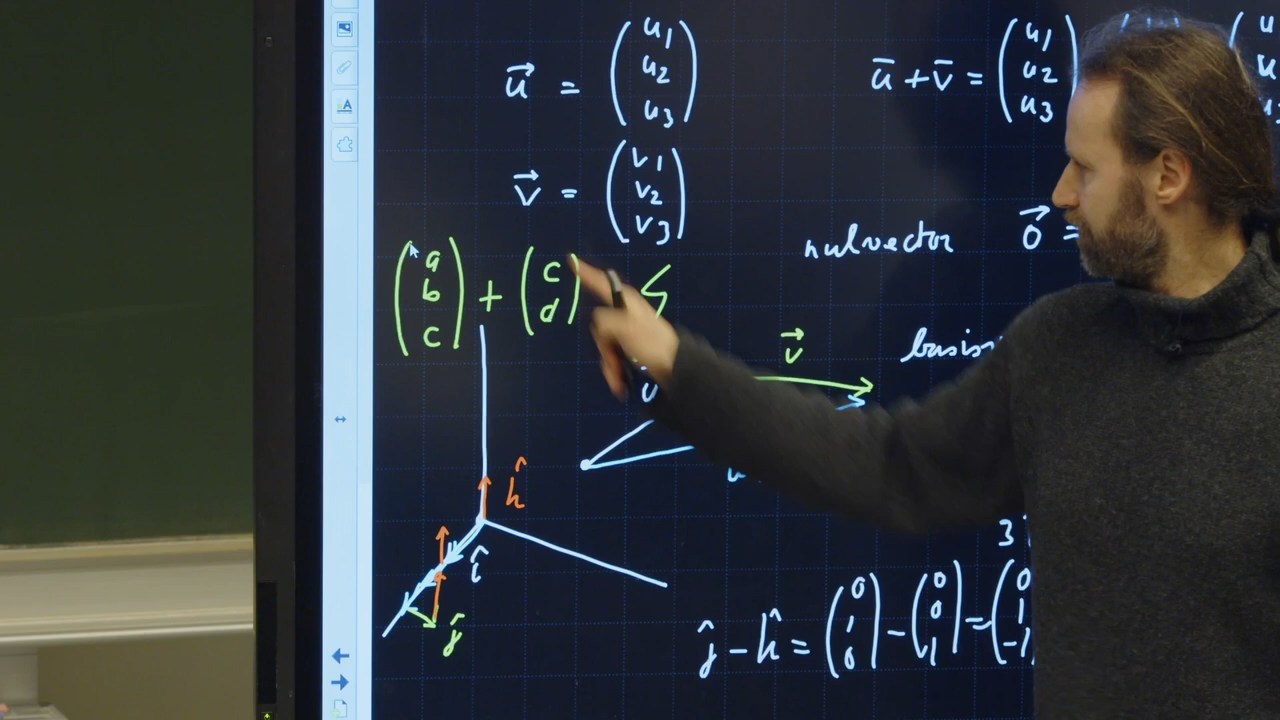 u⃗ = (u1 u2 u3)
u̅ + v̅ = (u1 u2 u3)
v⃗ = (v1 v2 v3)
nulvector 0⃗ =
(a b c) + (c d)
v⃗
ĥ
î
ĵ
ĵ − ĥ = (0 1 0) − (0 0 1) = (0 1 -1
3